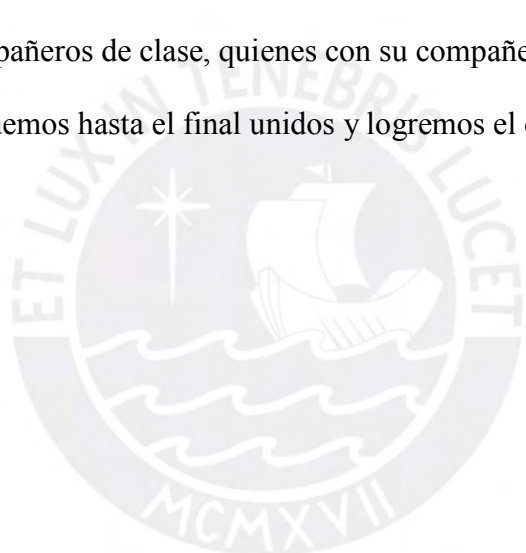 pañeros de clase, quienes con su compañe
uemos hasta el final unidos y logremos el
ET LUX IN TENEBRIS LUCET
MCMXVII